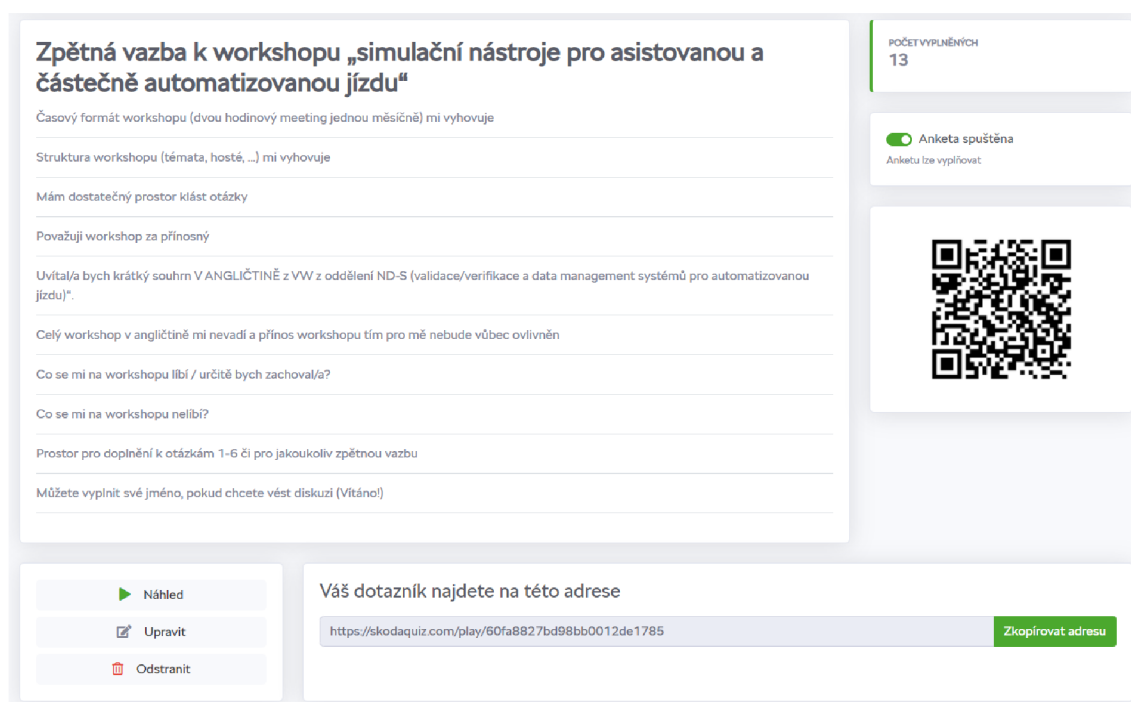 Zpětná vazba k workshopu „simulační nástroje pro asistovanou a
částečně automatizovanou jízdu“
Časový formát workshopu (dvou hodinový meeting jednou měsíčně) mi vyhovuje
Struktura workshopu (témata, hosté, ...) mi vyhovuje
Mám dostatečný prostor klást otázky
Považuji workshop za přínosný
Uvítal/a bych krátký souhrn V ANGLIČTINĚ z VW z oddělení ND-S (validace/verifikace a data management systémů pro automatizovanou
jízdu)“.
Celý workshop v angličtině mi nevadí a přínos workshopu tím pro mě nebude vůbec ovlivněn
Co se mi na workshopu líbí / určitě bych zachoval/a?
Co se mi na workshopu nelíbí?
Prostor pro doplnění k otázkám 1-6 či pro jakoukoliv zpětnou vazbu
Můžete vyplnit své jméno, pokud chcete vést diskuzi (Vítáno!)
POČET VYPLNĚNÝCH
13
Anketa spuštěna
Anketu lze vyplňovat
Náhled
Upravit
Odstranit
Váš dotazník najdete na této adrese
https://skodaquiz.com/play/60fa8827bd98bb0012de1785
Zkopírovat adresu